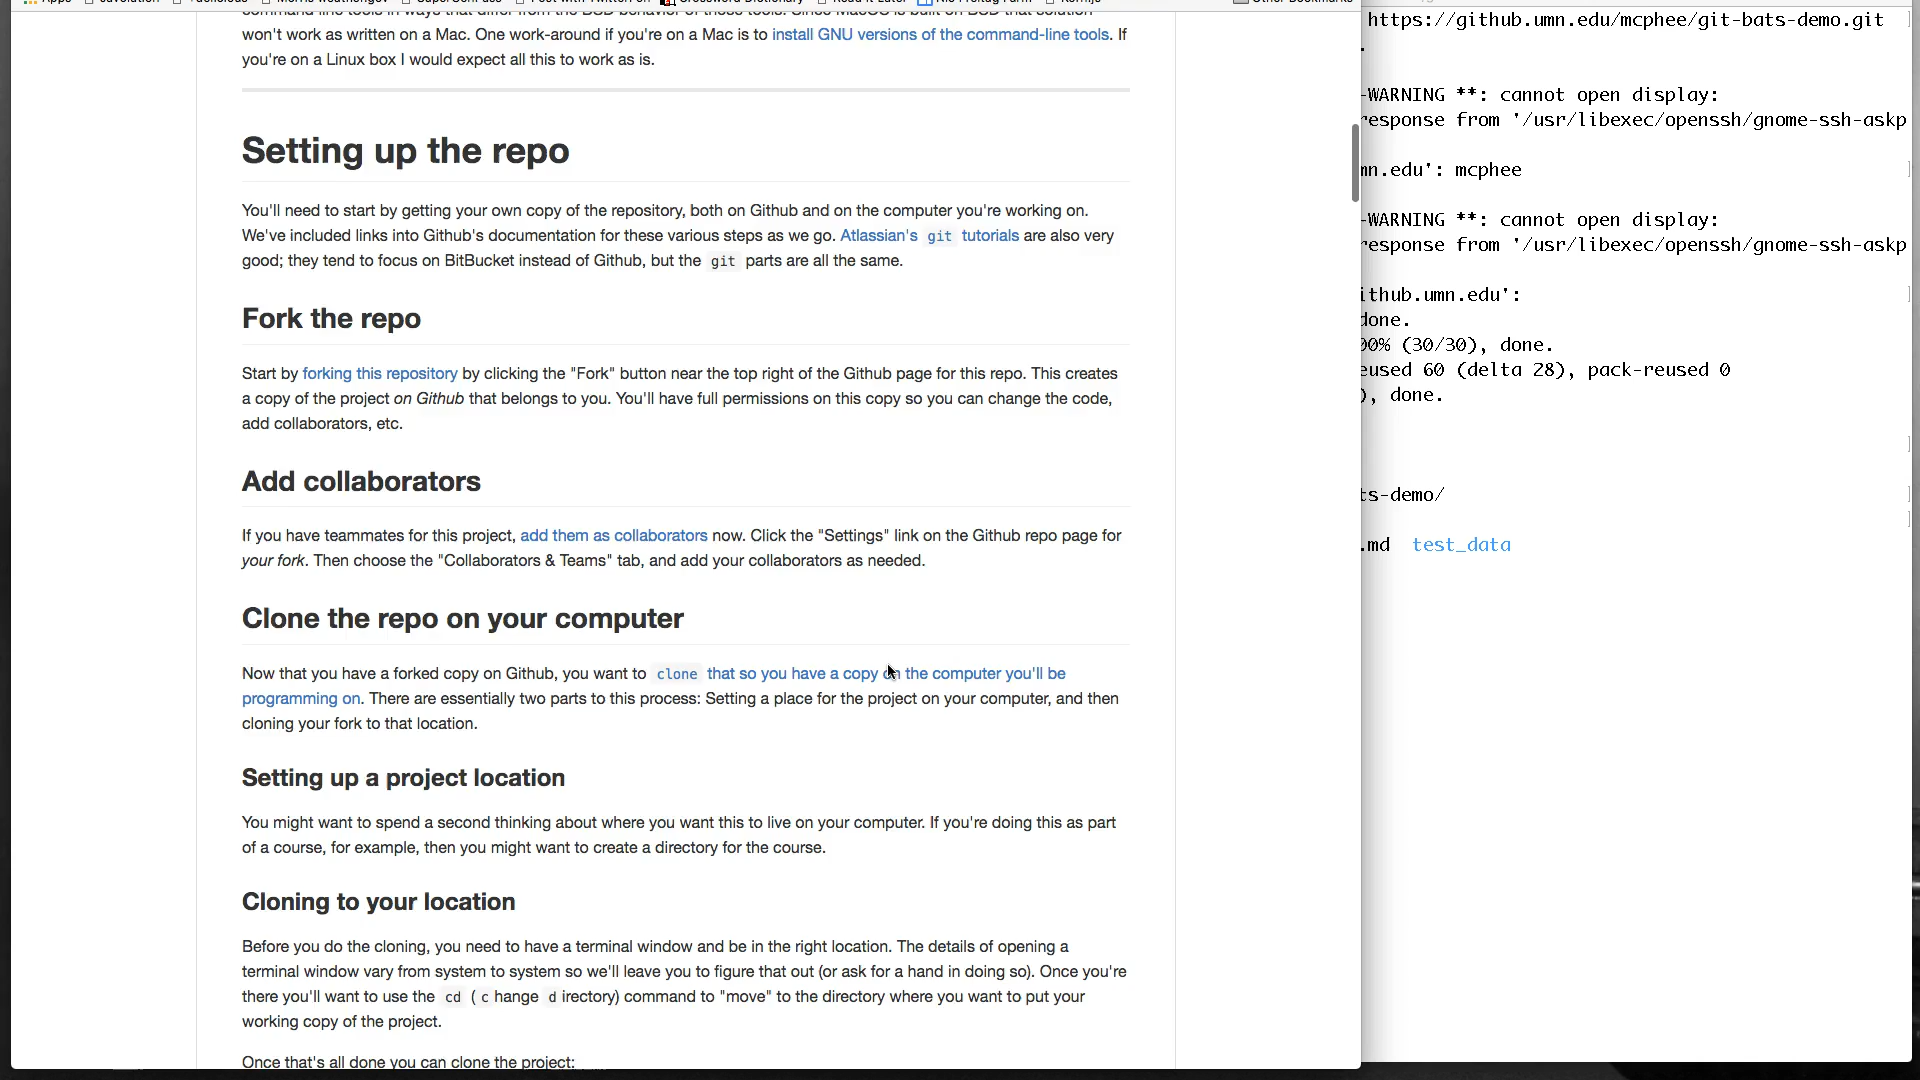 won't work as written on a Mac. One work-around if you're on a Mac is to install GNU versions of the command-line tools. If
you're on a Linux box I would expect all this to work as is.
Setting up the repo
You'll need to start by getting your own copy of the repository, both on Github and on the computer you're working on.
We've included links into Github's documentation for these various steps as we go. Atlassian's git tutorials are also very
good; they tend to focus on BitBucket instead of Github, but the git parts are all the same.
Fork the repo
Start by forking this repository by clicking the "Fork" button near the top right of the Github page for this repo. This creates
a copy of the project on Github that belongs to you. You'll have full permissions on this copy so you can change the code,
add collaborators, etc.
Add collaborators
If you have teammates for this project, add them as collaborators now. Click the "Settings" link on the Github repo page for
your fork. Then choose the "Collaborators & Teams" tab, and add your collaborators as needed.
Clone the repo on your computer
Now that you have a forked copy on Github, you want to clone that so you have a copy on the computer you'll be
programming on. There are essentially two parts to this process: Setting a place for the project on your computer, and then
cloning your fork to that location.
Setting up a project location
You might want to spend a second thinking about where you want this to live on your computer. If you're doing this as part
of a course, for example, then you might want to create a directory for the course.
Cloning to your location
Before you do the cloning, you need to have a terminal window and be in the right location. The details of opening a
terminal window vary from system to system so we'll leave you to figure that out (or ask for a hand in doing so). Once you're
there you'll want to use the cd ( c hange d irectory) command to "move" to the directory where you want to put your
working copy of the project.
Once that's all done you can clone the project:
https://github.umn.edu/mcphee/git-bats-demo.git
.
-WARNING **: cannot open display:
response from '/usr/libexec/openssh/gnome-ssh-askp
mn.edu': mcphee
-WARNING **: cannot open display:
response from '/usr/libexec/openssh/gnome-ssh-askp
ithub.umn.edu':
done.
00% (30/30), done.
eused 60 (delta 28), pack-reused 0
), done.
ts-demo/
.md test_data